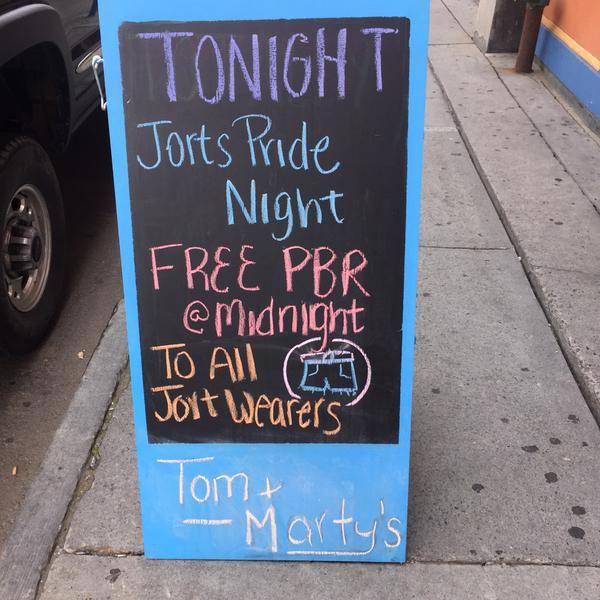 TONIGHT
Jorts Pride
Night
FREE PBR
@Midnight
To All
Jort Wearers
Tom +
Marty's